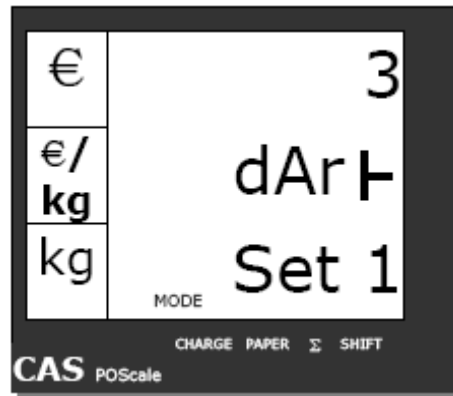 € 3
€/ dAr⊢
kg
kg Set 1
MODE
CHARGE PAPER Σ SHIFT
CAS POScale